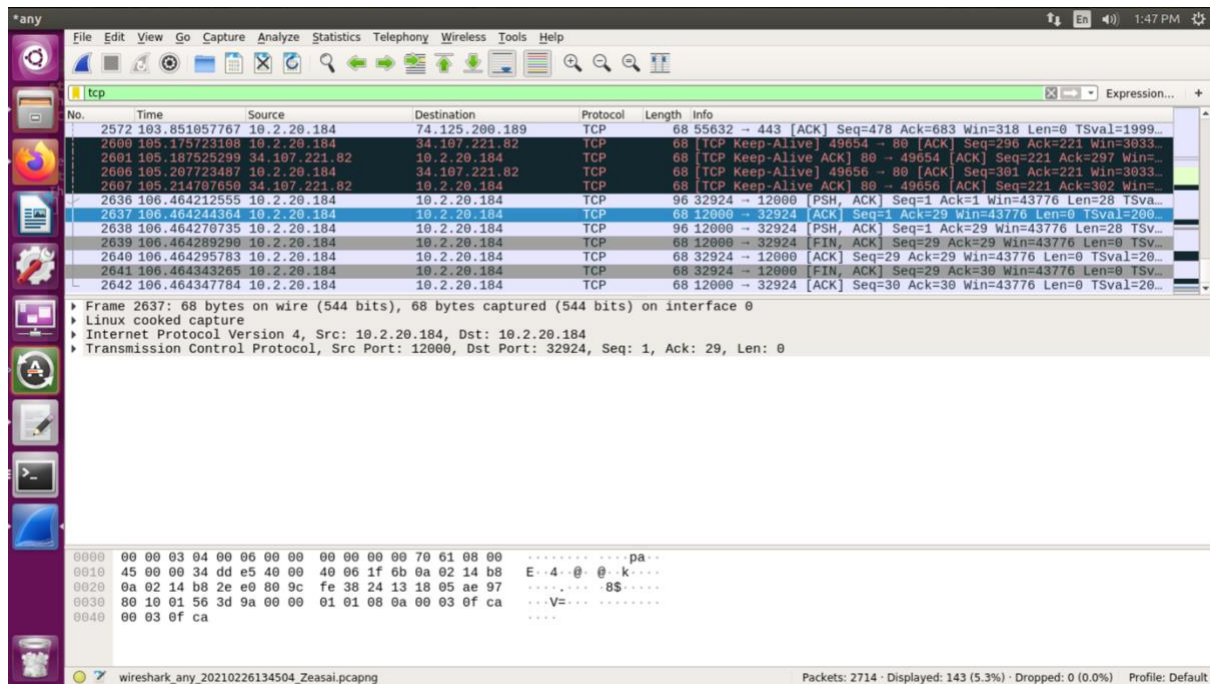 *any
En
1:47 PM
File Edit View Go Capture Analyze Statistics Telephony Wireless Tools Help
tcp
Expression... +
No. Time Source Destination Protocol Length Info
2572 103.851057767 10.2.20.184 74.125.200.189 TCP 68 55632 → 443 [ACK] Seq=478 Ack=683 Win=318 Len=0 TSval=1999…
2600 105.175723108 10.2.20.184 34.107.221.82 TCP 68 [TCP Keep-Alive] 49654 → 80 [ACK] Seq=296 Ack=221 Win=3033…
2601 105.187525299 34.107.221.82 10.2.20.184 TCP 68 [TCP Keep-Alive ACK] 80 → 49654 [ACK] Seq=221 Ack=297 Win=…
2606 105.207723487 10.2.20.184 34.107.221.82 TCP 68 [TCP Keep-Alive] 49656 → 80 [ACK] Seq=301 Ack=221 Win=3033…
2607 105.214707650 34.107.221.82 10.2.20.184 TCP 68 [TCP Keep-Alive ACK] 80 → 49656 [ACK] Seq=221 Ack=302 Win=…
2636 106.464212555 10.2.20.184 10.2.20.184 TCP 96 32924 → 12000 [PSH, ACK] Seq=1 Ack=1 Win=43776 Len=28 TSva…
2637 106.464244364 10.2.20.184 10.2.20.184 TCP 68 12000 → 32924 [ACK] Seq=1 Ack=29 Win=43776 Len=0 TSval=200…
2638 106.464270735 10.2.20.184 10.2.20.184 TCP 96 12000 → 32924 [PSH, ACK] Seq=1 Ack=29 Win=43776 Len=28 TSv…
2639 106.464289290 10.2.20.184 10.2.20.184 TCP 68 12000 → 32924 [FIN, ACK] Seq=29 Ack=29 Win=43776 Len=0 TSv…
2640 106.464295783 10.2.20.184 10.2.20.184 TCP 68 32924 → 12000 [ACK] Seq=29 Ack=29 Win=43776 Len=0 TSval=20…
2641 106.464343265 10.2.20.184 10.2.20.184 TCP 68 32924 → 12000 [FIN, ACK] Seq=29 Ack=30 Win=43776 Len=0 TSv…
2642 106.464347784 10.2.20.184 10.2.20.184 TCP 68 12000 → 32924 [ACK] Seq=30 Ack=30 Win=43776 Len=0 TSval=20…
Frame 2637: 68 bytes on wire (544 bits), 68 bytes captured (544 bits) on interface 0
Linux cooked capture
Internet Protocol Version 4, Src: 10.2.20.184, Dst: 10.2.20.184
Transmission Control Protocol, Src Port: 12000, Dst Port: 32924, Seq: 1, Ack: 29, Len: 0
0000 00 00 03 04 00 06 00 00 00 00 00 00 70 61 08 00 ········ ····pa··
0010 45 00 00 34 dd e5 40 00 40 06 1f 6b 0a 02 14 b8 E··4··@· @··k····
0020 0a 02 14 b8 2e e0 80 9c fe 38 24 13 18 05 ae 97 ····.··· ·8$·····
0030 80 10 01 56 3d 9a 00 00 01 01 08 0a 00 03 0f ca ···V=··· ········
0040 00 03 0f ca ····
wireshark_any_20210226134504_Zeasai.pcapng
Packets: 2714 · Displayed: 143 (5.3%) · Dropped: 0 (0.0%) Profile: Default